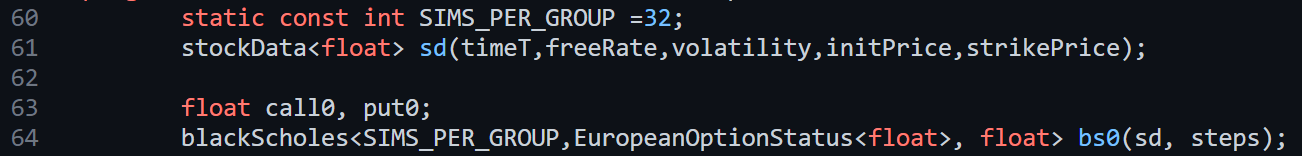 60 static const int SIMS_PER_GROUP =32;
61 stockData<float> sd(timeT,freeRate,volatility,initPrice,strikePrice);
62
63 float call0, put0;
64 blackScholes<SIMS_PER_GROUP,EuropeanOptionStatus<float>, float> bs0(sd, steps);